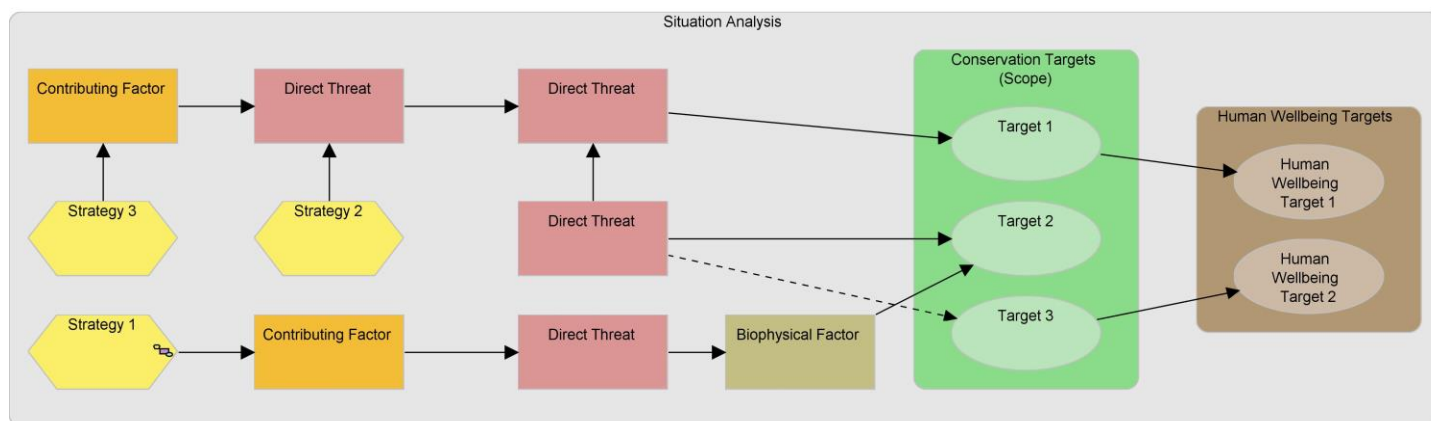 Situation Analysis
Contributing Factor
Direct Threat
Direct Threat
Conservation Targets
(Scope)
Target 1
Human Wellbeing Targets
Human
Wellbeing
Target 1
Strategy 3
Strategy 2
Direct Threat
Target 2
Human
Wellbeing
Target 2
Strategy 1
Contributing Factor
Direct Threat
Biophysical Factor
Target 3